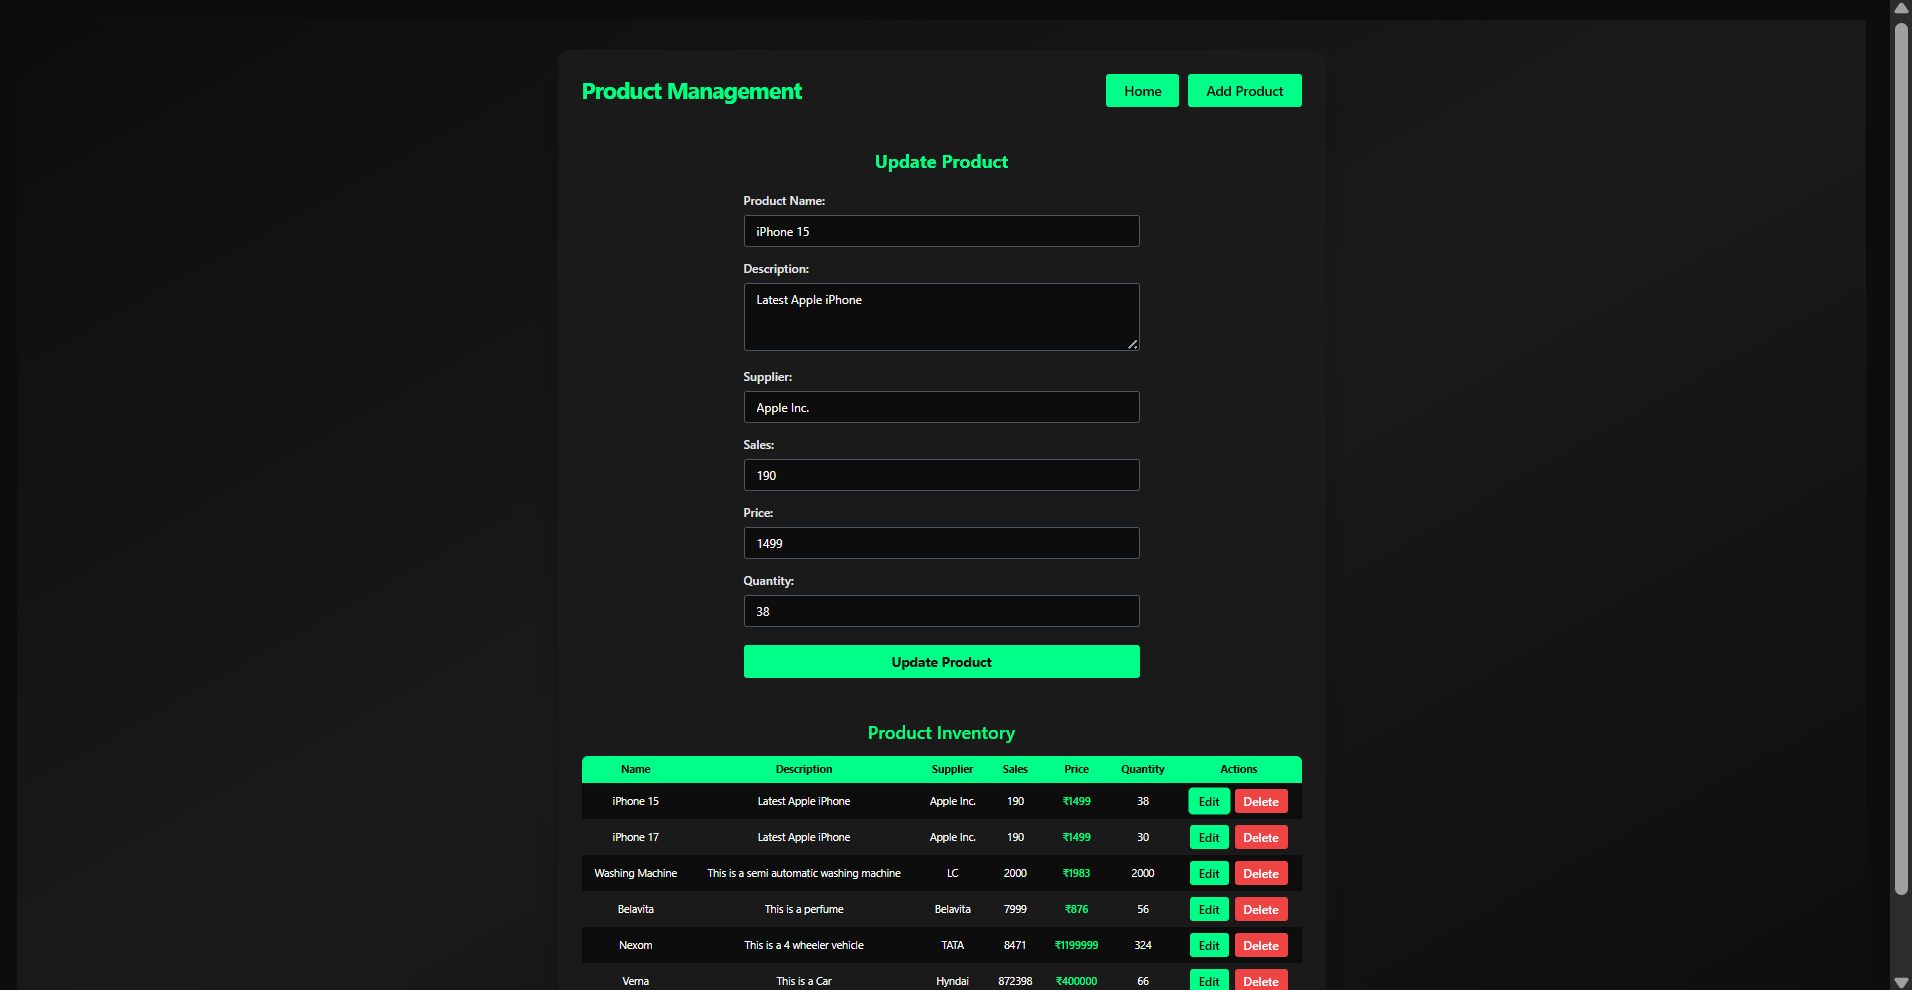 Product Management
Home Add Product
Update Product
Product Name:
iPhone 15
Description:
Latest Apple iPhone
Supplier:
Apple Inc.
Sales:
190
Price:
1499
Quantity:
38
Update Product
Product Inventory
Name Description Supplier Sales Price Quantity Actions
iPhone 15 Latest Apple iPhone Apple Inc. 190 ₹1499 38 Edit Delete
iPhone 17 Latest Apple iPhone Apple Inc. 190 ₹1499 30 Edit Delete
Washing Machine This is a semi automatic washing machine LC 2000 ₹1983 2000 Edit Delete
Belavita This is a perfume Belavita 7999 ₹876 56 Edit Delete
Nexom This is a 4 wheeler vehicle TATA 8471 ₹1199999 324 Edit Delete
Verna This is a Car Hyndai 872398 ₹400000 66 Edit Delete